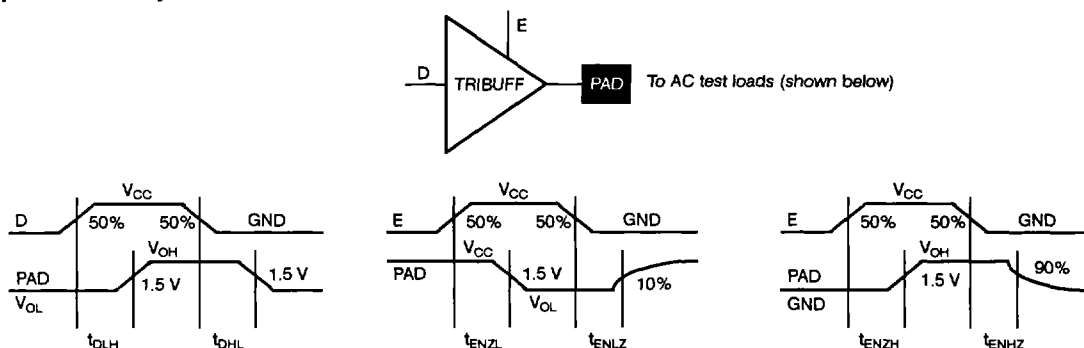 E
D TRIBUFF PAD To AC test loads (shown below)
VCC VCC VCC
D 50% 50% GND E 50% 50% GND E 50% 50% GND
VOH VCC VOH
PAD 1.5 V 1.5 V PAD 1.5 V 10% PAD 1.5 V 90%
VOL VOL GND
tDLH tDHL tENZL tENLZ tENZH tENHZ